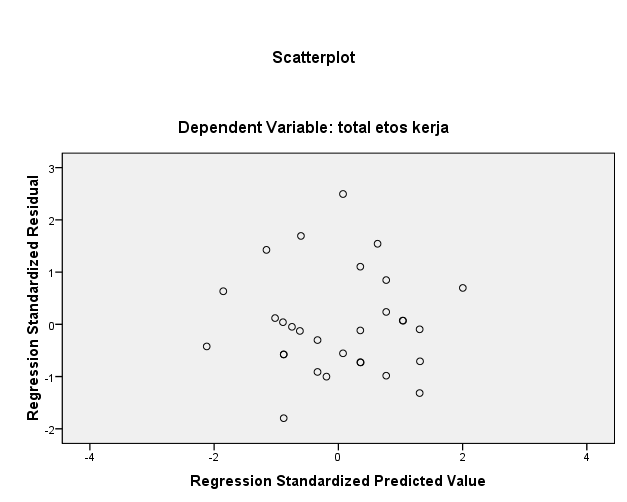 Scatterplot
Dependent Variable: total etos kerja
Regression Standardized Residual
3
2
1
0
-1
-2
-4
-2
0
2
4
Regression Standardized Predicted Value